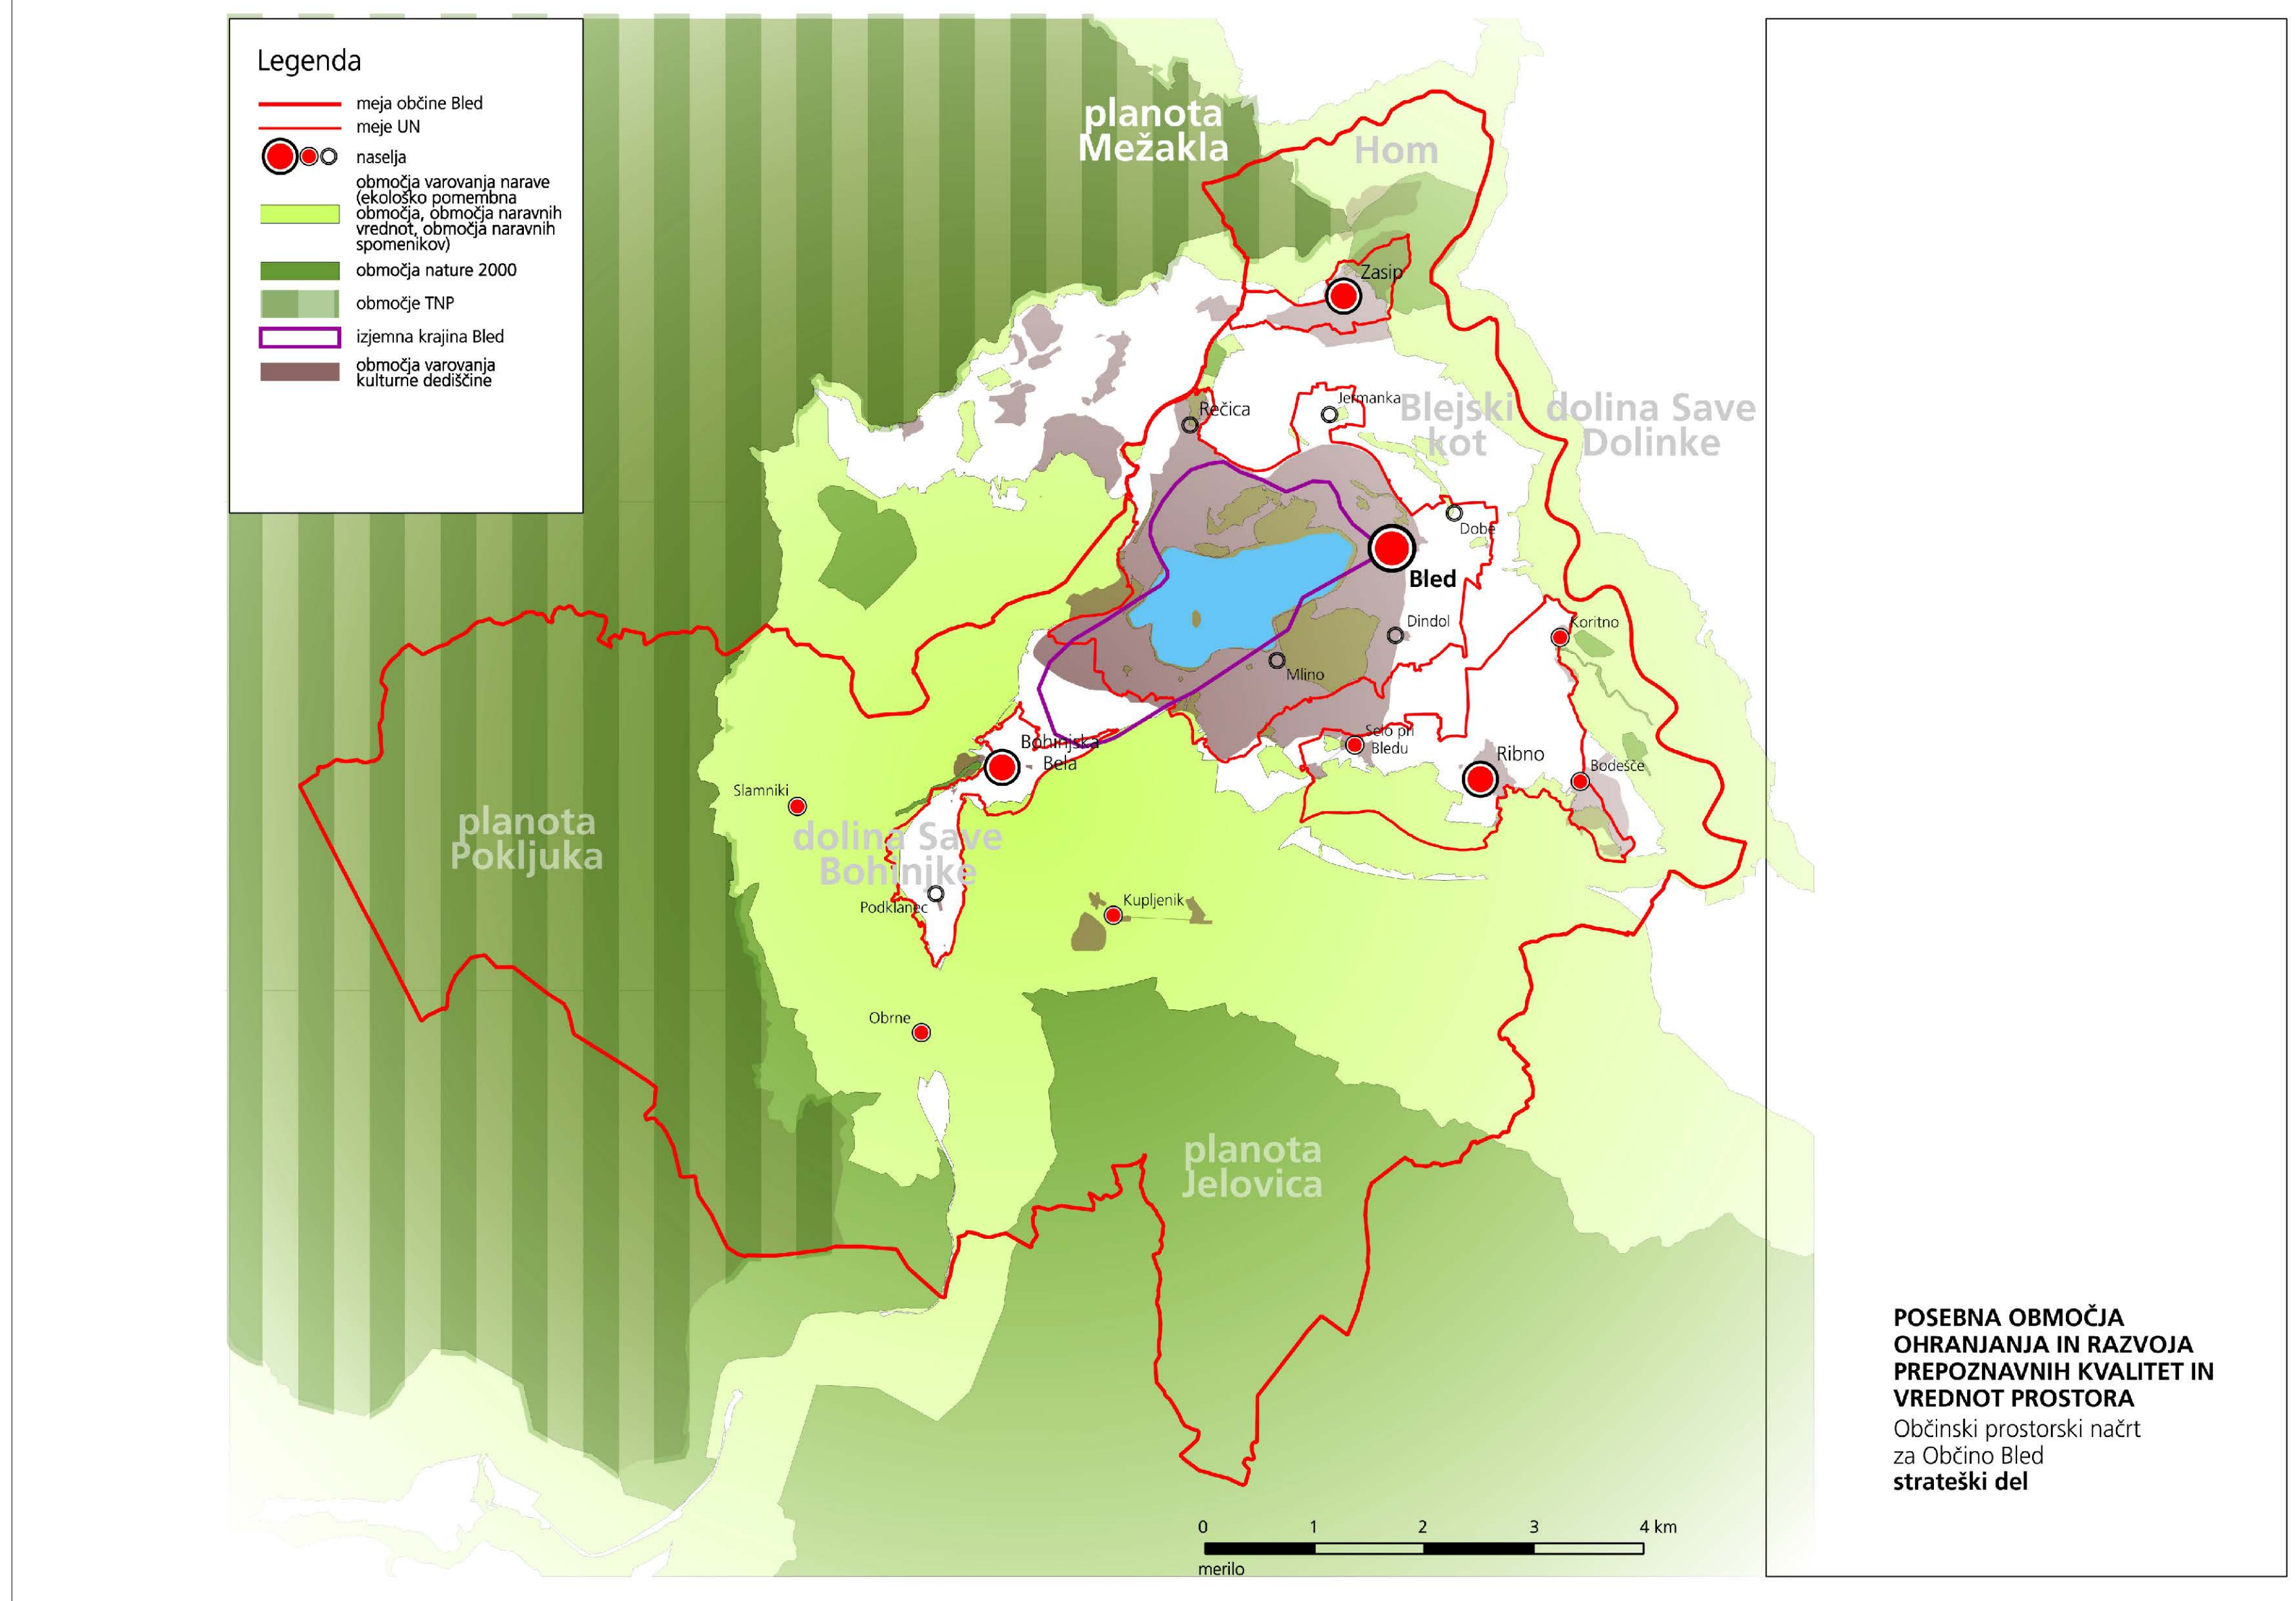 Legenda
meja občine Bled
meje UN
naselja
območja varovanja narave
(ekološko pomembna
območja, območja naravnih
vrednot, območja naravnih
spomenikov)
območja nature 2000
območje TNP
izjemna krajina Bled
območja varovanja
kulturne dediščine
planota
Mežakla
Hom
Zasip
Rečica
Jermanka
Blejski
kot
dolina Save
Dolinke
Dobe
Bled
Dindol
Koritno
Mlino
Selo pri
Bledu
Ribno
Bodešče
Bohinjska
Bela
Slamniki
planota
Pokljuka
dolina Save
Bohinjke
Podklanec
Kupljenik
Obrne
planota
Jelovica
POSEBNA OBMOČJA
OHRANJANJA IN RAZVOJA
PREPOZNAVNIH KVALITET IN
VREDNOT PROSTORA
Občinski prostorski načrt
za Občino Bled
strateški del
0 1 2 3 4 km
merilo